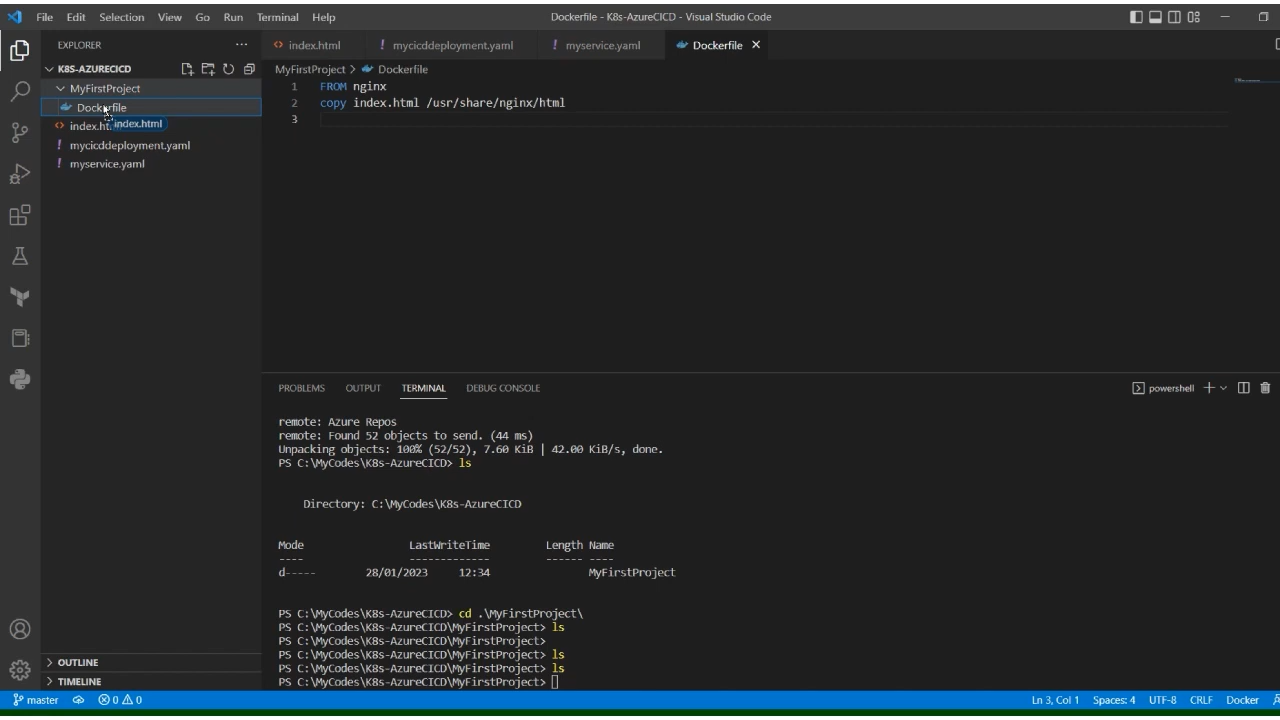 File Edit Selection View Go Run Terminal Help
Dockerfile - K8s-AzureCICD - Visual Studio Code
EXPLORER
K8S-AZURECICD
MyFirstProject
Dockerfile
index.ht
index.html
mycicddeployment.yaml
myservice.yaml
OUTLINE
TIMELINE
index.html
mycicddeployment.yaml
myservice.yaml
Dockerfile
MyFirstProject > Dockerfile
1 FROM nginx
2 copy index.html /usr/share/nginx/html
3
PROBLEMS OUTPUT TERMINAL DEBUG CONSOLE
powershell
remote: Azure Repos
remote: Found 52 objects to send. (44 ms)
Unpacking objects: 100% (52/52), 7.60 KiB | 42.00 KiB/s, done.
PS C:\MyCodes\K8s-AzureCICD> ls
Directory: C:\MyCodes\K8s-AzureCICD
Mode LastWriteTime Length Name
---- ------------- ------ ----
d----- 28/01/2023 12:34 MyFirstProject
PS C:\MyCodes\K8s-AzureCICD> cd .\MyFirstProject\
PS C:\MyCodes\K8s-AzureCICD\MyFirstProject> ls
PS C:\MyCodes\K8s-AzureCICD\MyFirstProject>
PS C:\MyCodes\K8s-AzureCICD\MyFirstProject> ls
PS C:\MyCodes\K8s-AzureCICD\MyFirstProject> ls
PS C:\MyCodes\K8s-AzureCICD\MyFirstProject>
master 0 0 Ln 3, Col 1 Spaces: 4 UTF-8 CRLF Docker